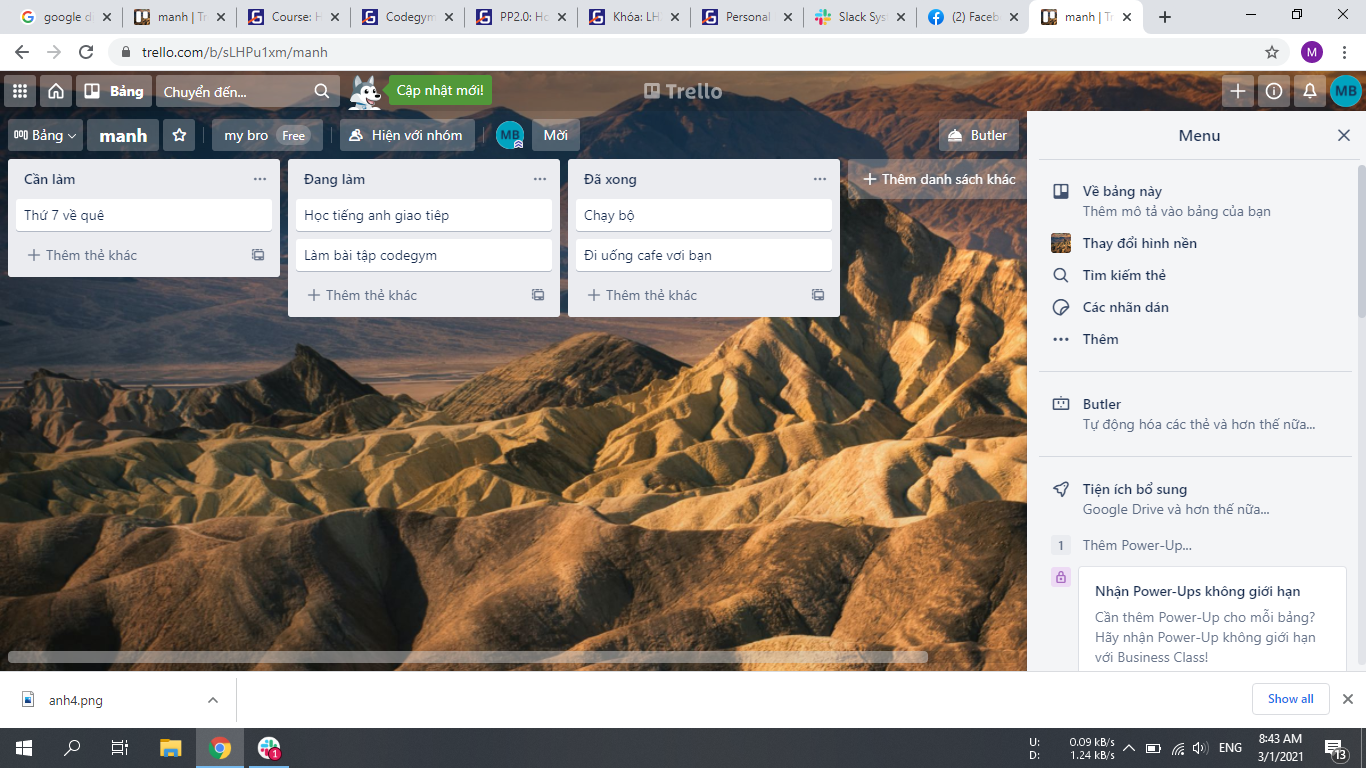 google d
manh | Tr
Course: H
Codegym
PP2.0: Ho
Khóa: LH
Personal
Slack Sys
(2) Faceb
manh | Tr
trello.com/b/sLHPu1xm/manh
M
Bảng
Chuyển đến...
Cập nhật mới!
Trello
MB
Bảng
manh
my bro
Free
Hiện với nhóm
MB
Mời
Butler
Menu
Cần làm
Thứ 7 về quê
Thêm thẻ khác
Đang làm
Học tiếng anh giao tiêp
Làm bài tập codegym
Thêm thẻ khác
Đã xong
Chạy bộ
Đi uống cafe vơi bạn
Thêm thẻ khác
Thêm danh sách khác
Về bảng này
Thêm mô tả vào bảng của bạn
Thay đổi hình nền
Tìm kiếm thẻ
Các nhãn dán
Thêm
Butler
Tự động hóa các thẻ và hơn thế nữa...
Tiện ích bổ sung
Google Drive và hơn thế nữa...
1
Thêm Power-Up...
Nhận Power-Ups không giới hạn
Cần thêm Power-Up cho mỗi bảng?
Hãy nhận Power-Up không giới hạn
với Business Class!
anh4.png
Show all
1
U: 0.09 kB/s
D: 1.24 kB/s
ENG
8:43 AM
3/1/2021
13